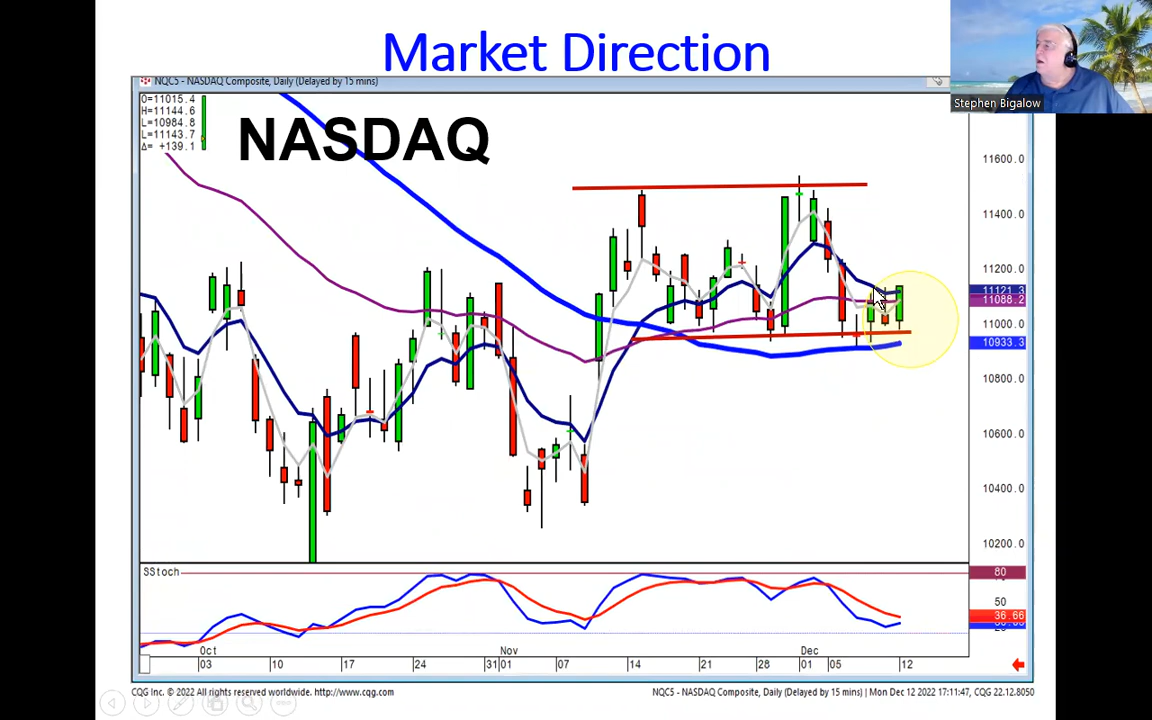 Market Direction
NQC5 - NASDAQ Composite, Daily (Delayed by 15 mins)
Stephen Bigalow
O=11015.4
H=11144.6
L=10984.8
L=11143.7
Δ= +139.1
NASDAQ
11600.0
11400.0
11200.0
11121.3
11088.2
11000.0
10933.3
10800.0
10600.0
10400.0
10200.0
SStoch
80
50
36.66
Oct
Nov
Dec
03
10
17
24
31
01
07
14
21
28
01
05
12
CQG Inc. © 2022 All rights reserved worldwide. http://www.cqg.com
NQC5 - NASDAQ Composite, Daily (Delayed by 15 mins) | Mon Dec 12 2022 17:11:47, CQG 22.12.8050